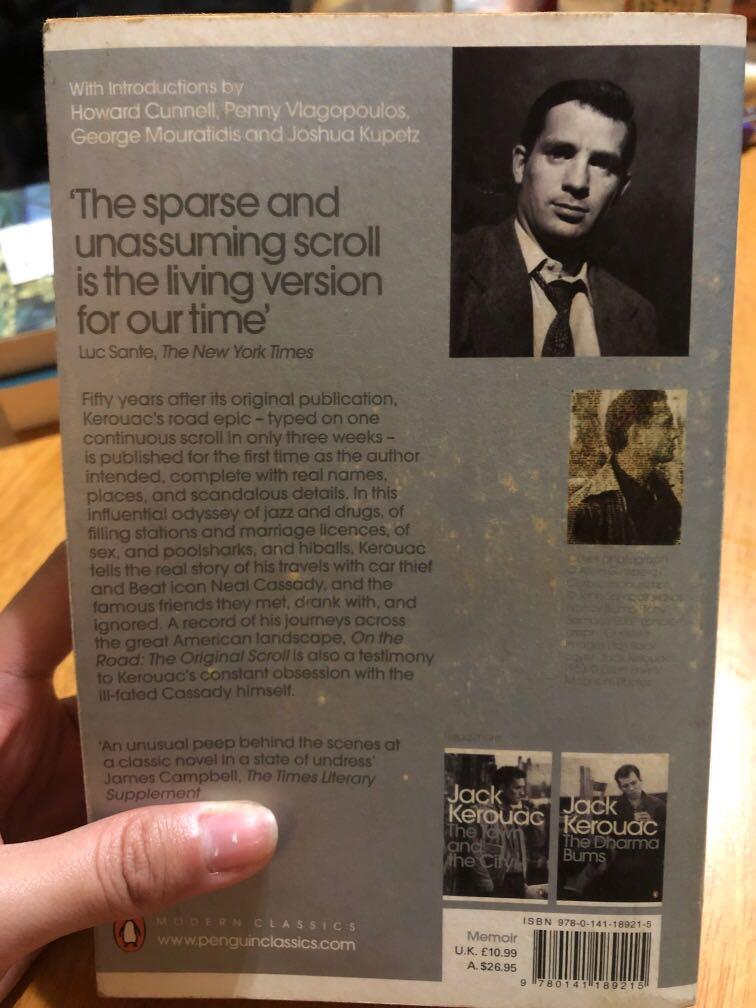 With Introductions by
Howard Cunnell, Penny Vlagopoulos,
George Mouratidis and Joshua Kupetz
‘The sparse and
unassuming scroll
is the living version
for our time’
Luc Sante, The New York Times
Fifty years after its original publication,
Kerouac's road epic – typed on one
continuous scroll in only three weeks –
is published for the first time as the author
intended, complete with real names,
places, and scandalous details. In this
influential odyssey of jazz and drugs, of
filling stations and marriage licences, of
sex, and poolsharks, and hiballs, Kerouac
tells the real story of his travels with car thief
and Beat icon Neal Cassady, and the
famous friends they met, drank with, and
ignored. A record of his journeys across
the great American landscape, On the
Road: The Original Scroll is also a testimony
to Kerouac's constant obsession with the
ill-fated Cassady himself.
‘An unusual peep behind the scenes at
a classic novel in a state of undress’
James Campbell, The Times Literary
Supplement
Jack
Kerouac
The Town
and
the City
Jack
Kerouac
The Dharma
Bums
MODERN CLASSICS
www.penguinclassics.com
Memoir
U.K. £10.99
A. $26.95
ISBN 978-0-141-18921-5
9 780141 189215